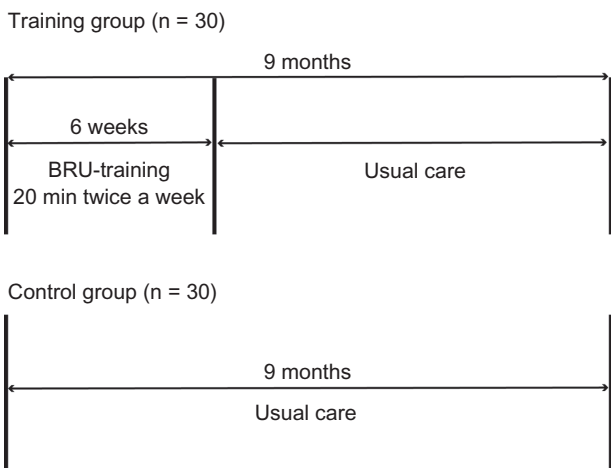 Training group (n = 30)
9 months
6 weeks
BRU-training
20 min twice a week
Usual care
Control group (n = 30)
9 months
Usual care